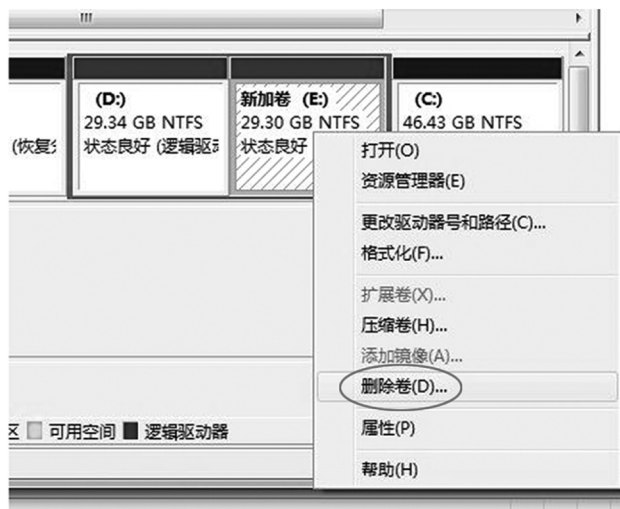 (D:)
29.34 GB NTFS
状态良好 (逻辑驱动
新加卷 (E:)
29.30 GB NTFS
状态良好
(C:)
46.43 GB NTFS
(恢复分
打开(O)
资源管理器(E)
更改驱动器号和路径(C)...
格式化(F)...
扩展卷(X)...
压缩卷(H)...
添加镜像(A)...
删除卷(D)...
属性(P)
帮助(H)
区 可用空间 逻辑驱动器